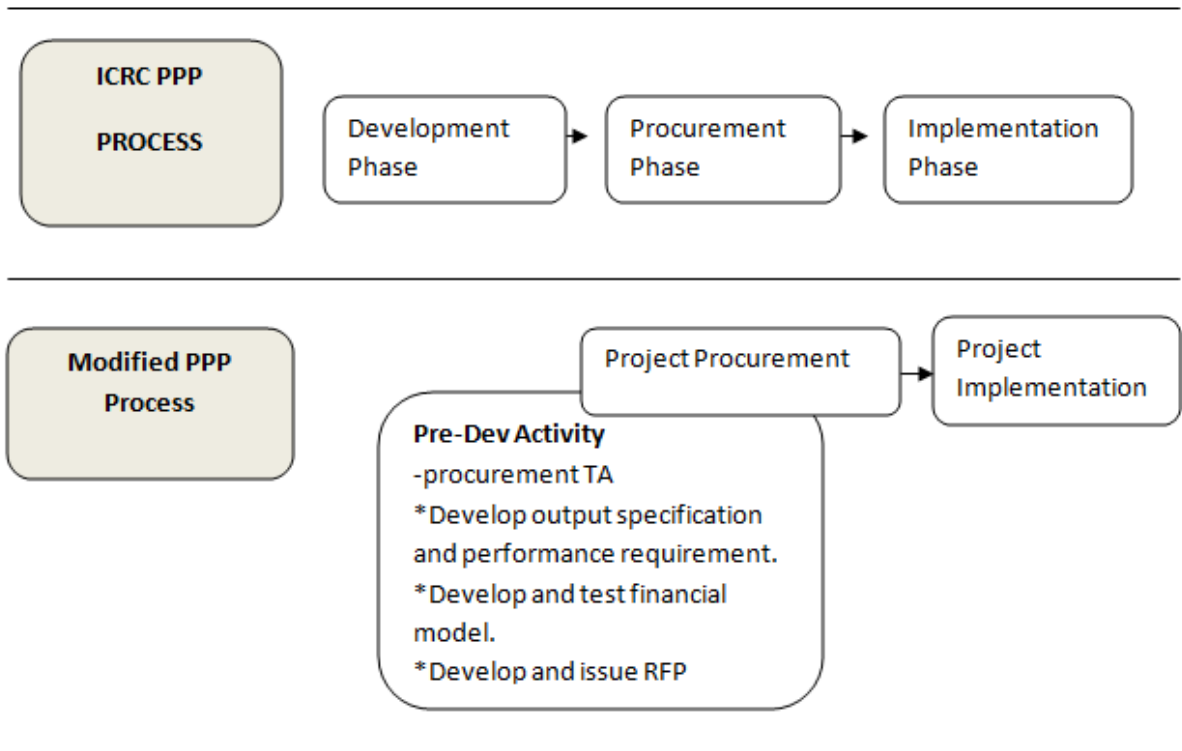 ICRC PPP
PROCESS
Development
Phase
Procurement
Phase
Implementation
Phase
Modified PPP
Process
Project Procurement
Project
Implementation
Pre-Dev Activity
-procurement TA
*Develop output specification
and performance requirement.
*Develop and test financial
model.
*Develop and issue RFP